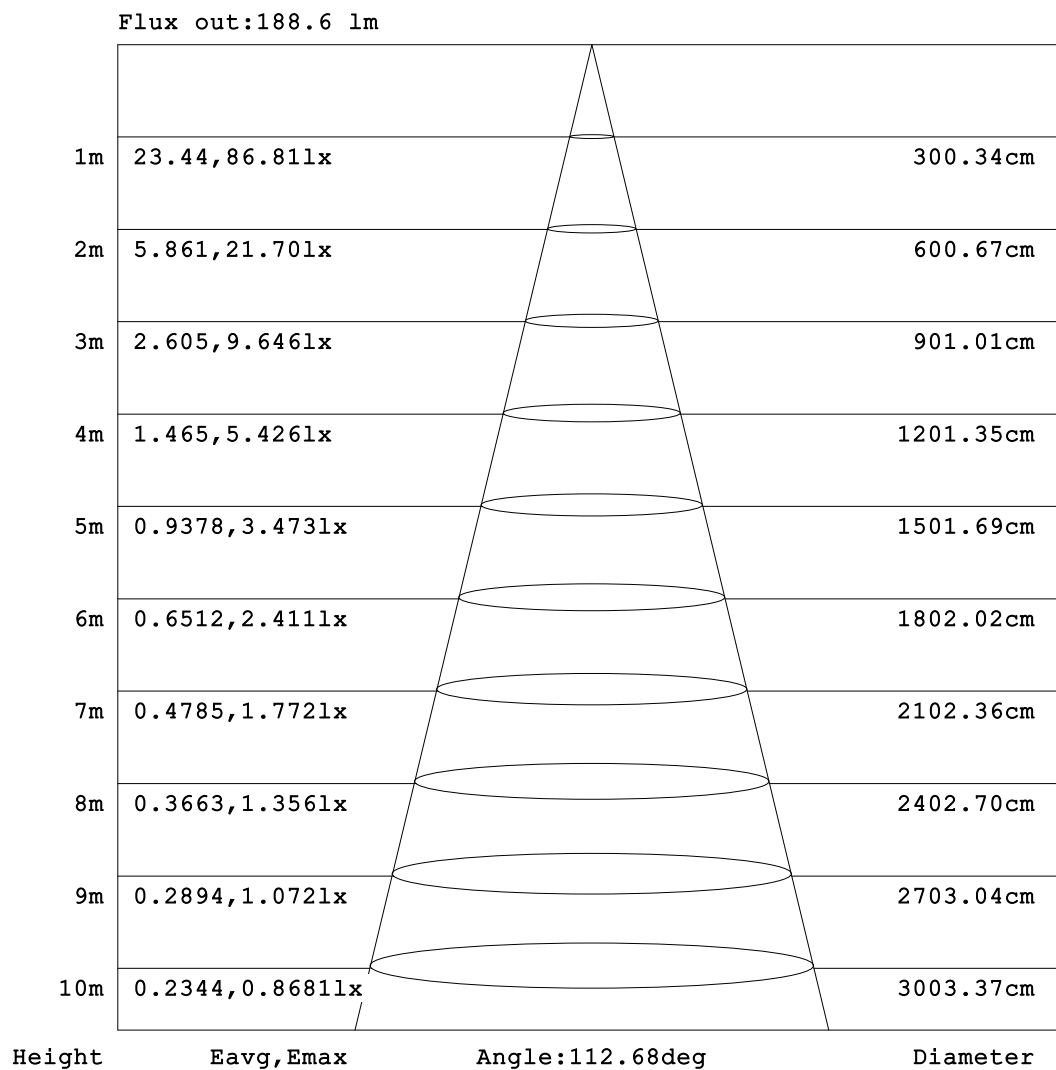 Flux out:188.6 lm
1m 23.44,86.81lx 300.34cm
2m 5.861,21.70lx 600.67cm
3m 2.605,9.646lx 901.01cm
4m 1.465,5.426lx 1201.35cm
5m 0.9378,3.473lx 1501.69cm
6m 0.6512,2.411lx 1802.02cm
7m 0.4785,1.772lx 2102.36cm
8m 0.3663,1.356lx 2402.70cm
9m 0.2894,1.072lx 2703.04cm
10m 0.2344,0.8681lx 3003.37cm
Height Eavg,Emax Angle:112.68deg Diameter